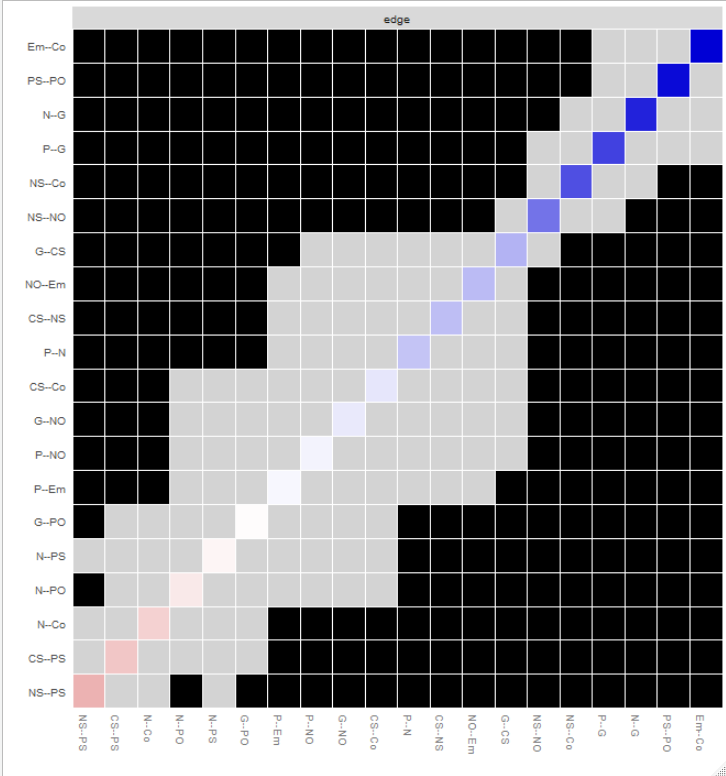 edge
Em--Co
PS--PO
N--G
P--G
NS--Co
NS--NO
G--CS
NO--Em
CS--NS
P--N
CS--Co
G--NO
P--NO
P--Em
G--PO
N--PS
N--PO
N--Co
CS--PS
NS--PS
NS--PS
CS--PS
N--Co
N--PO
N--PS
G--PO
P--Em
P--NO
G--NO
CS--Co
P--N
CS--NS
NO--Em
G--CS
NS--NO
NS--Co
P--G
N--G
PS--PO
Em--Co